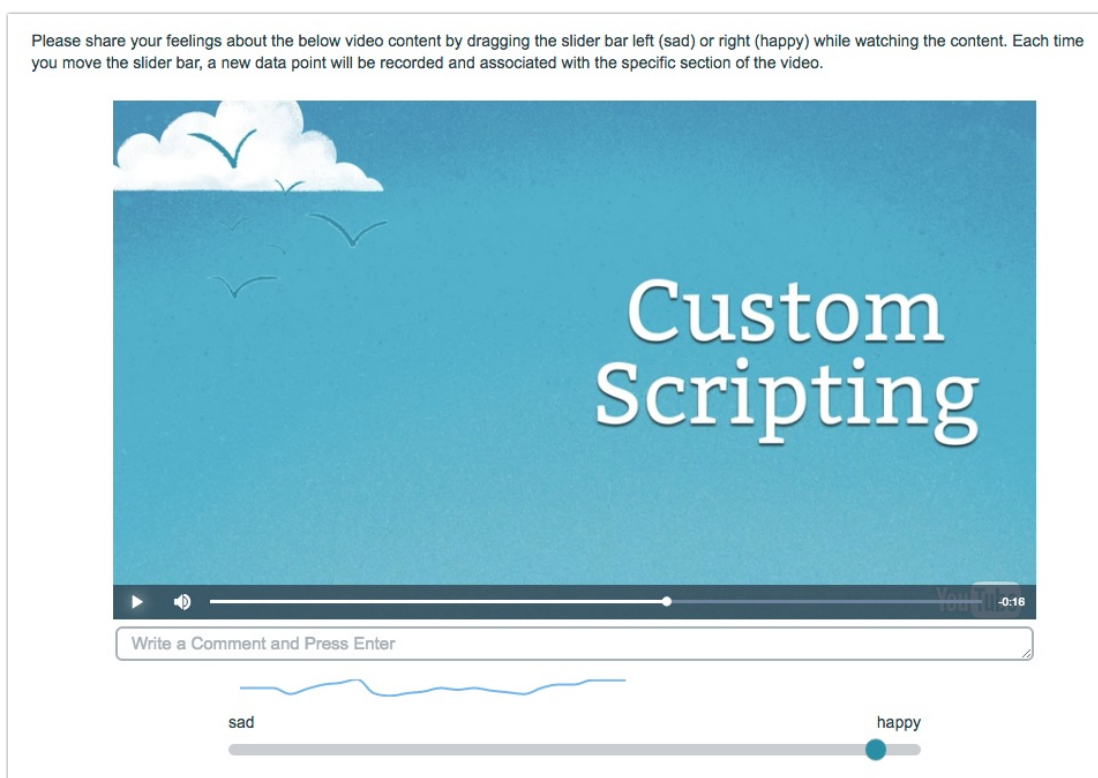 Please share your feelings about the below video content by dragging the slider bar left (sad) or right (happy) while watching the content. Each time
you move the slider bar, a new data point will be recorded and associated with the specific section of the video.
Custom
Scripting
YouTube
-0:16
Write a Comment and Press Enter
sad
happy